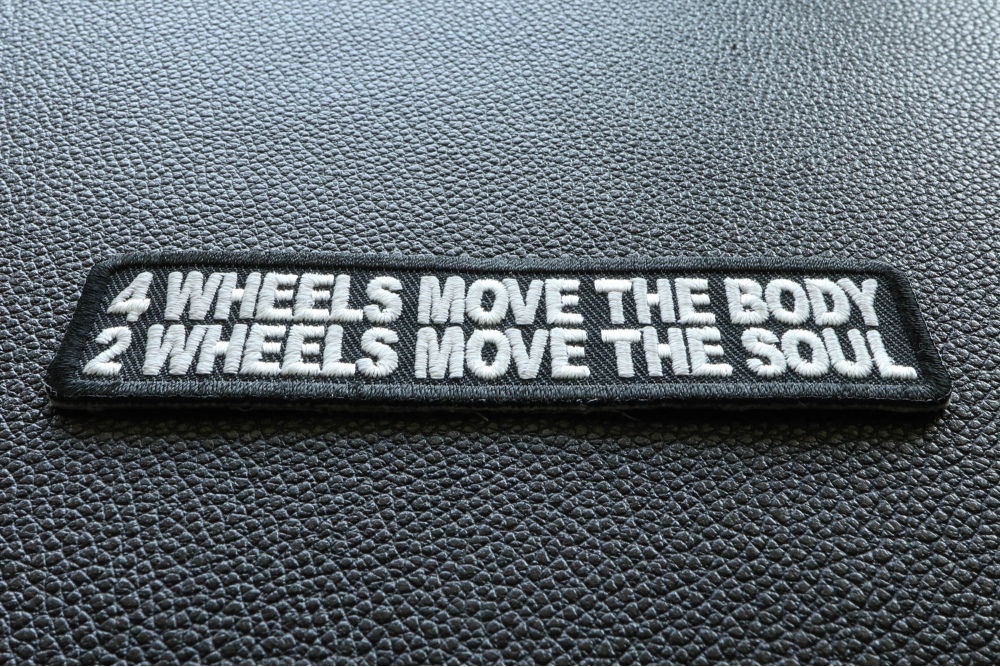 4 WHEELS MOVE THE BODY
2 WHEELS MOVE THE SOUL